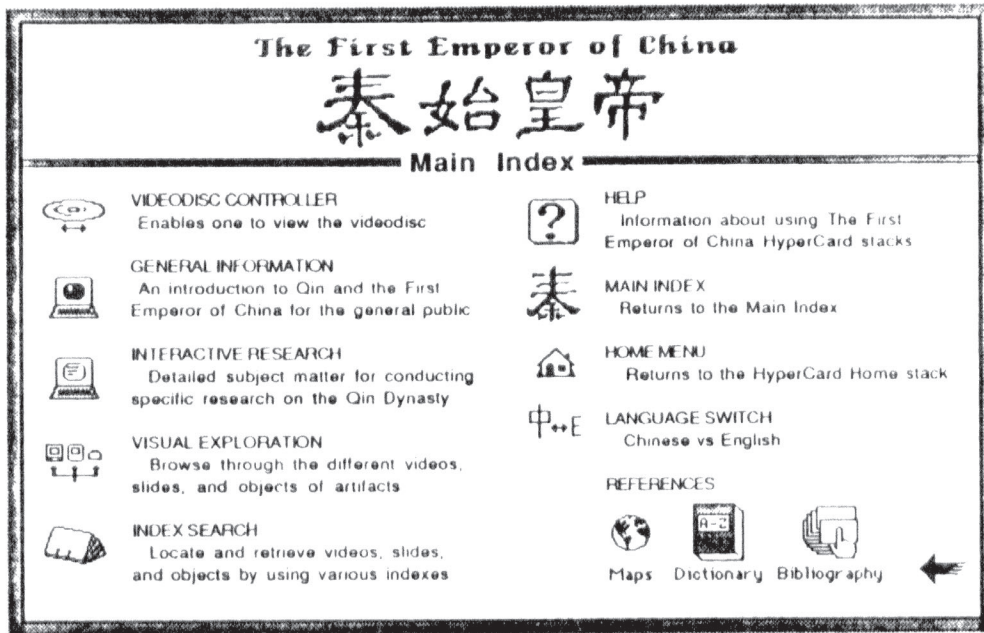 The First Emperor of China
秦始皇帝
Main Index
VIDEODISC CONTROLLER
Enables one to view the videodisc
GENERAL INFORMATION
An introduction to Qin and the First
Emperor of China for the general public
INTERACTIVE RESEARCH
Detailed subject matter for conducting
specific research on the Qin Dynasty
VISUAL EXPLORATION
Browse through the different videos,
slides, and objects of artifacts
INDEX SEARCH
Locate and retrieve videos, slides,
and objects by using various indexes
?
HELP
Information about using The First
Emperor of China HyperCard stacks
秦
MAIN INDEX
Returns to the Main Index
HOME MENU
Returns to the HyperCard Home stack
中↔E
LANGUAGE SWITCH
Chinese vs English
REFERENCES
A-Z
Maps Dictionary Bibliography